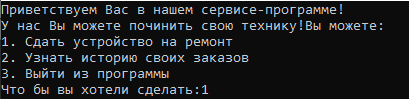 Приветствуем Вас в нашем сервисе-программе!
У нас Вы можете починить свою технику!Вы можете:
1. Сдать устройство на ремонт
2. Узнать историю своих заказов
3. Выйти из программы
Что бы вы хотели сделать:1